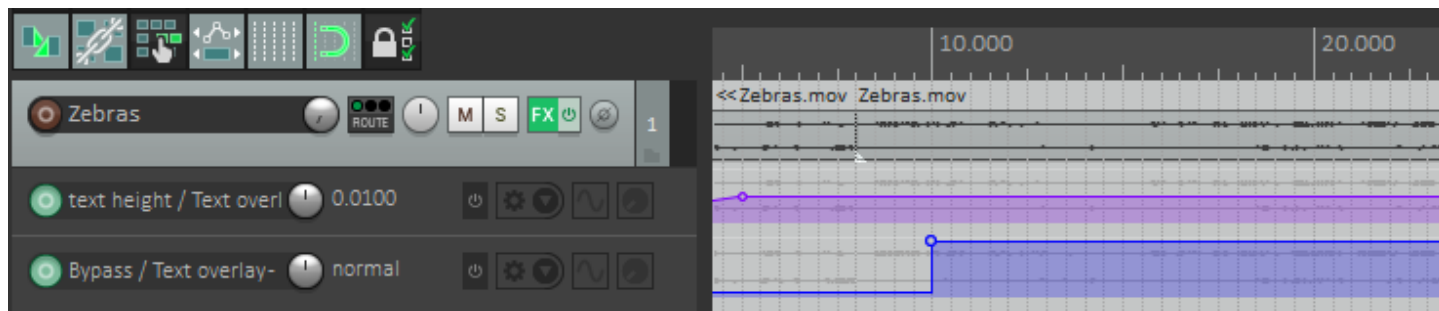 10.000
20.000
<<Zebras.mov Zebras.mov
Zebras ROUTE M S FX 1
text height / Text overl 0.0100
Bypass / Text overlay- normal